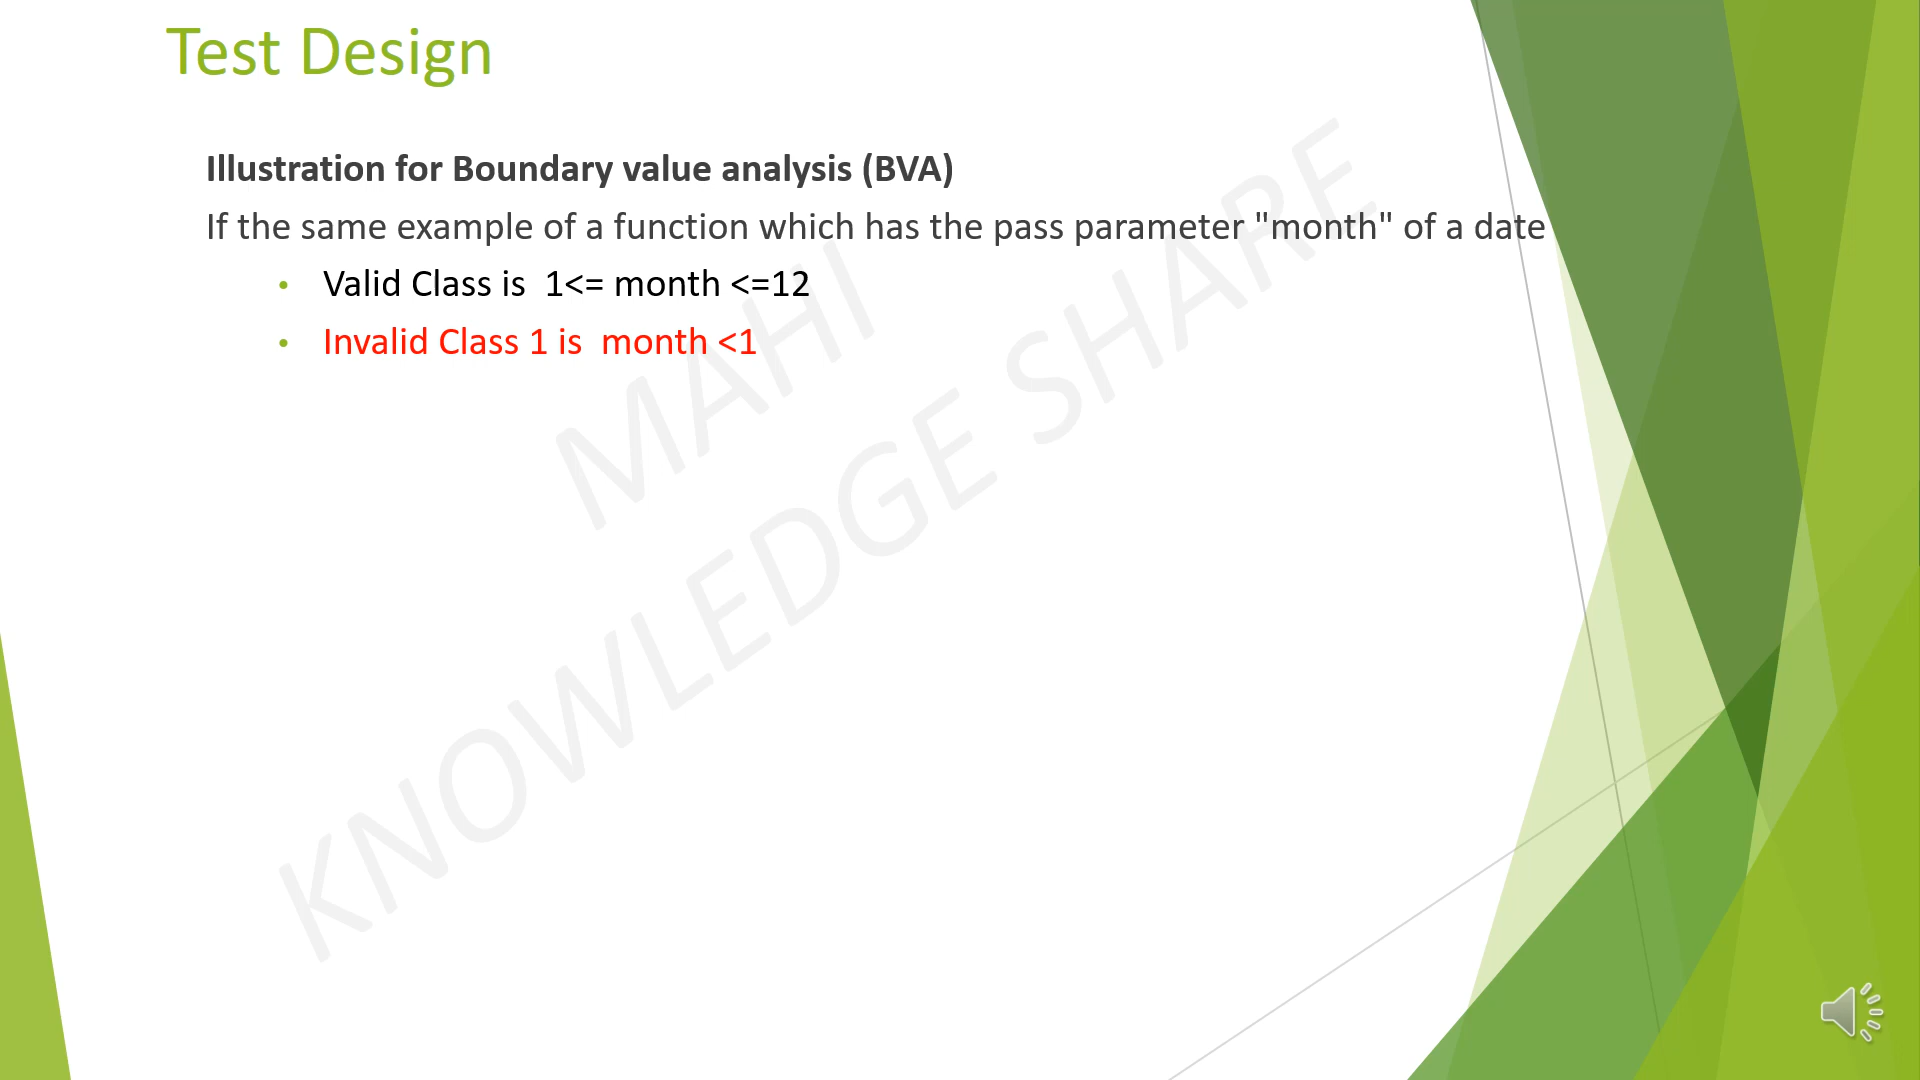 Test Design
Illustration for Boundary value analysis (BVA)
If the same example of a function which has the pass parameter "month" of a date
• Valid Class is  1<= month <=12
• Invalid Class 1 is  month <1
MAHI
KNOWLEDGE SHARE